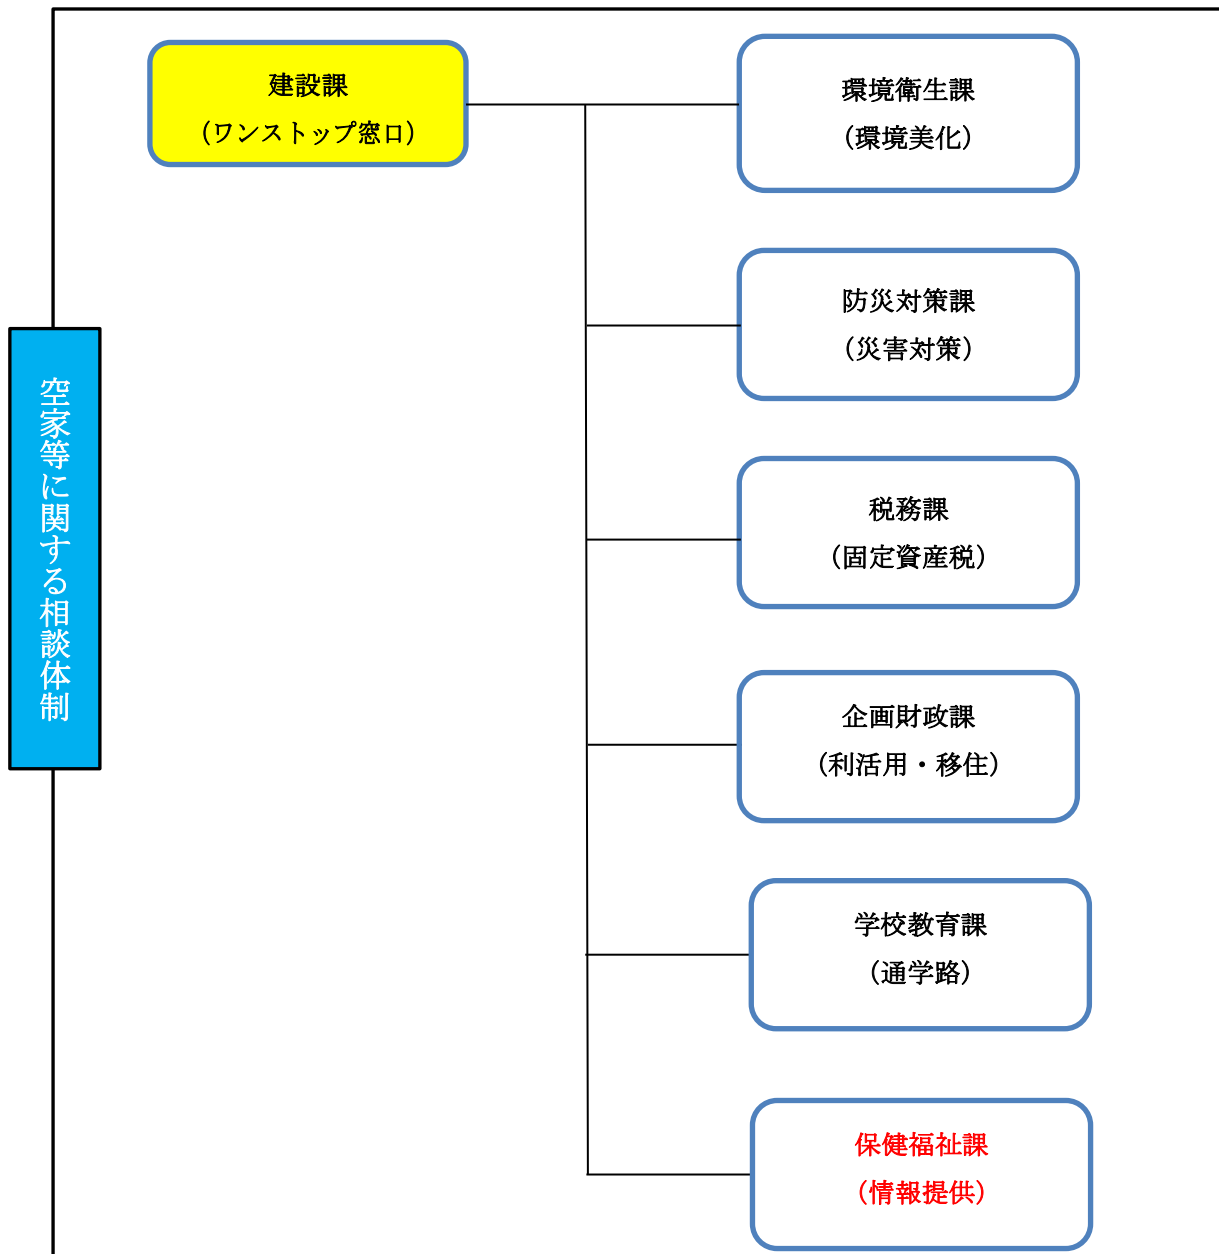 建設課
（ワンストップ窓口）
環境衛生課
（環境美化）
防災対策課
（災害対策）
空家等に関する相談体制
税務課
（固定資産税）
企画財政課
（利活用・移住）
学校教育課
（通学路）
保健福祉課
（情報提供）